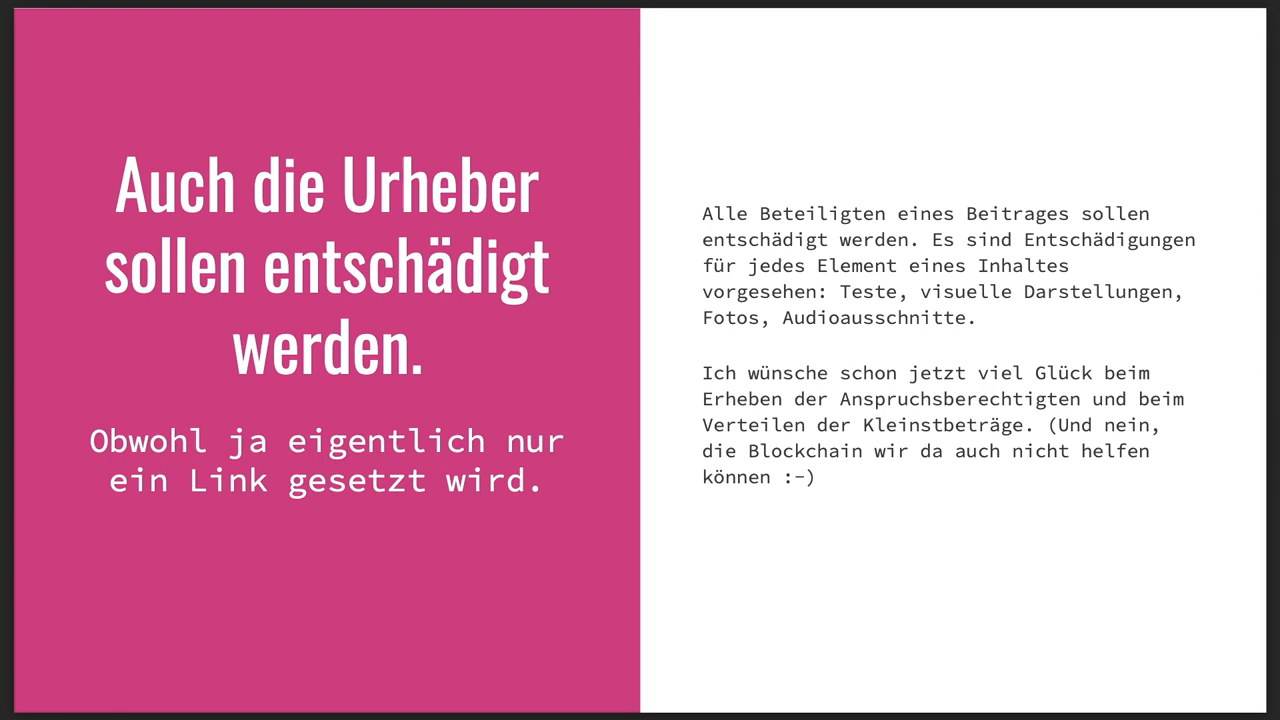 Auch die Urheber
sollen entschädigt
werden.
Obwohl ja eigentlich nur
ein Link gesetzt wird.
Alle Beteiligten eines Beitrages sollen
entschädigt werden. Es sind Entschädigungen
für jedes Element eines Inhaltes
vorgesehen: Teste, visuelle Darstellungen,
Fotos, Audioausschnitte.
Ich wünsche schon jetzt viel Glück beim
Erheben der Anspruchsberechtigten und beim
Verteilen der Kleinstbeträge. (Und nein,
die Blockchain wir da auch nicht helfen
können :-)